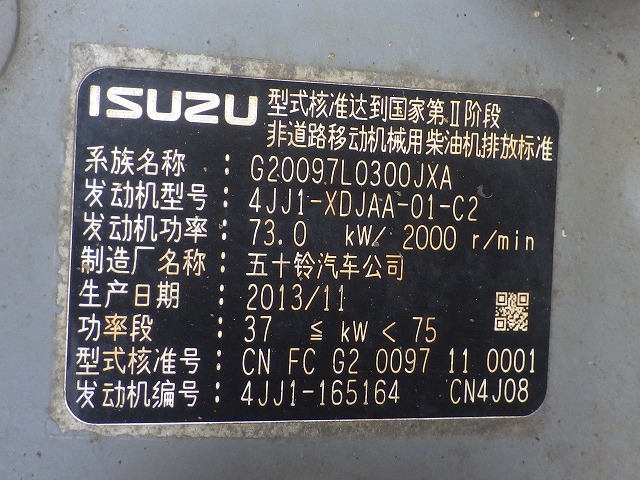 ISUZU 型式核准达到国家第Ⅱ阶段
非道路移动机械用柴油机排放标准
系族名称 : G20097L0300JXA
发动机型号: 4JJ1-XDJAA-01-C2
发动机功率: 73.0 kW/ 2000 r/min
制造厂名称: 五十铃汽车公司
生产日期 : 2013/11
功率段 : 37 ≦ kW < 75
型式核准号: CN FC G2 0097 11 0001
发动机编号: 4JJ1-165164 CN4J08